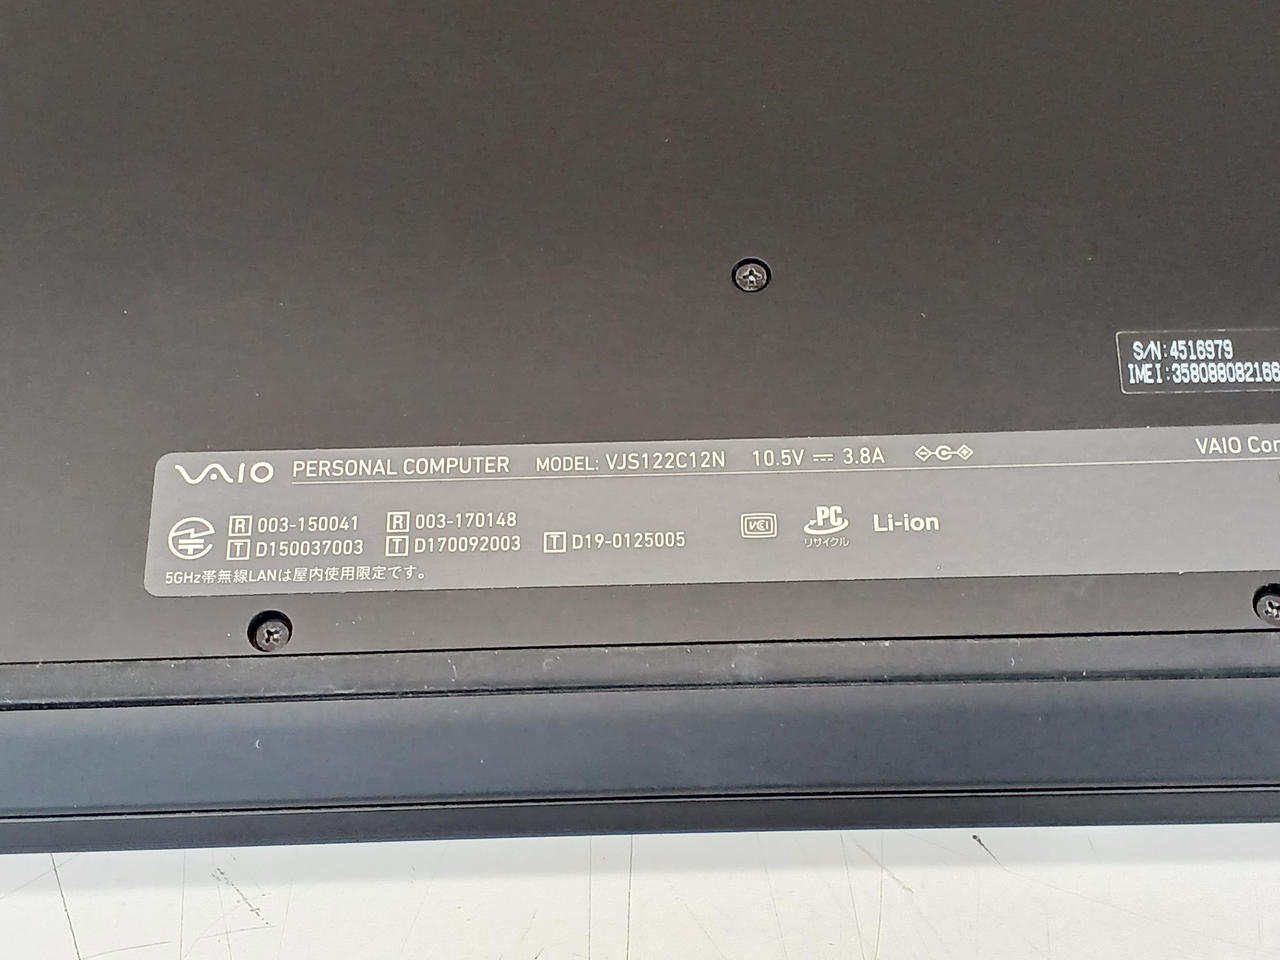 S/N:4516979
IMEI:358088082166
VAIO PERSONAL COMPUTER MODEL: VJS122C12N 10.5V 3.8A VAIO
R 003-150041 R 003-170148
T D150037003 T D170092003 T D19-0125005
VCCI PC リサイクル Li-ion
5GHz帯無線LANは屋内使用限定です。